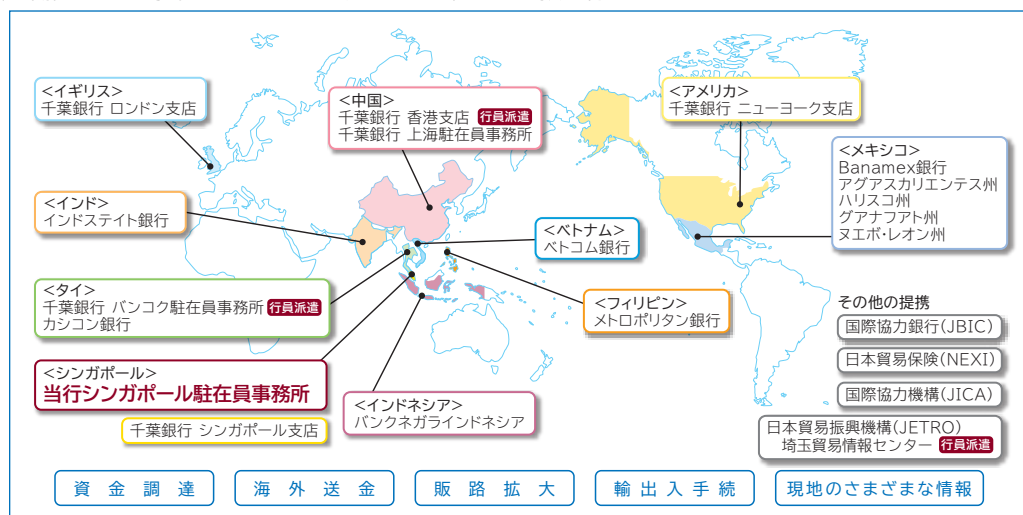 <イギリス>
千葉銀行 ロンドン支店
<中国>
千葉銀行 香港支店 行員派遣
千葉銀行 上海駐在員事務所
<アメリカ>
千葉銀行 ニューヨーク支店
<メキシコ>
Banamex銀行
アグアスカリエンテス州
ハリスコ州
グアナフアト州
ヌエボ・レオン州
<インド>
インドステイト銀行
<ベトナム>
ベトコム銀行
<タイ>
千葉銀行 バンコク駐在員事務所 行員派遣
カシコン銀行
<フィリピン>
メトロポリタン銀行
<シンガポール>
当行シンガポール駐在員事務所
千葉銀行 シンガポール支店
<インドネシア>
バンクネガラインドネシア
その他の提携
国際協力銀行(JBIC)
日本貿易保険(NEXI)
国際協力機構(JICA)
日本貿易振興機構(JETRO)
埼玉貿易情報センター 行員派遣
資金調達
海外送金
販路拡大
輸出入手続
現地のさまざまな情報